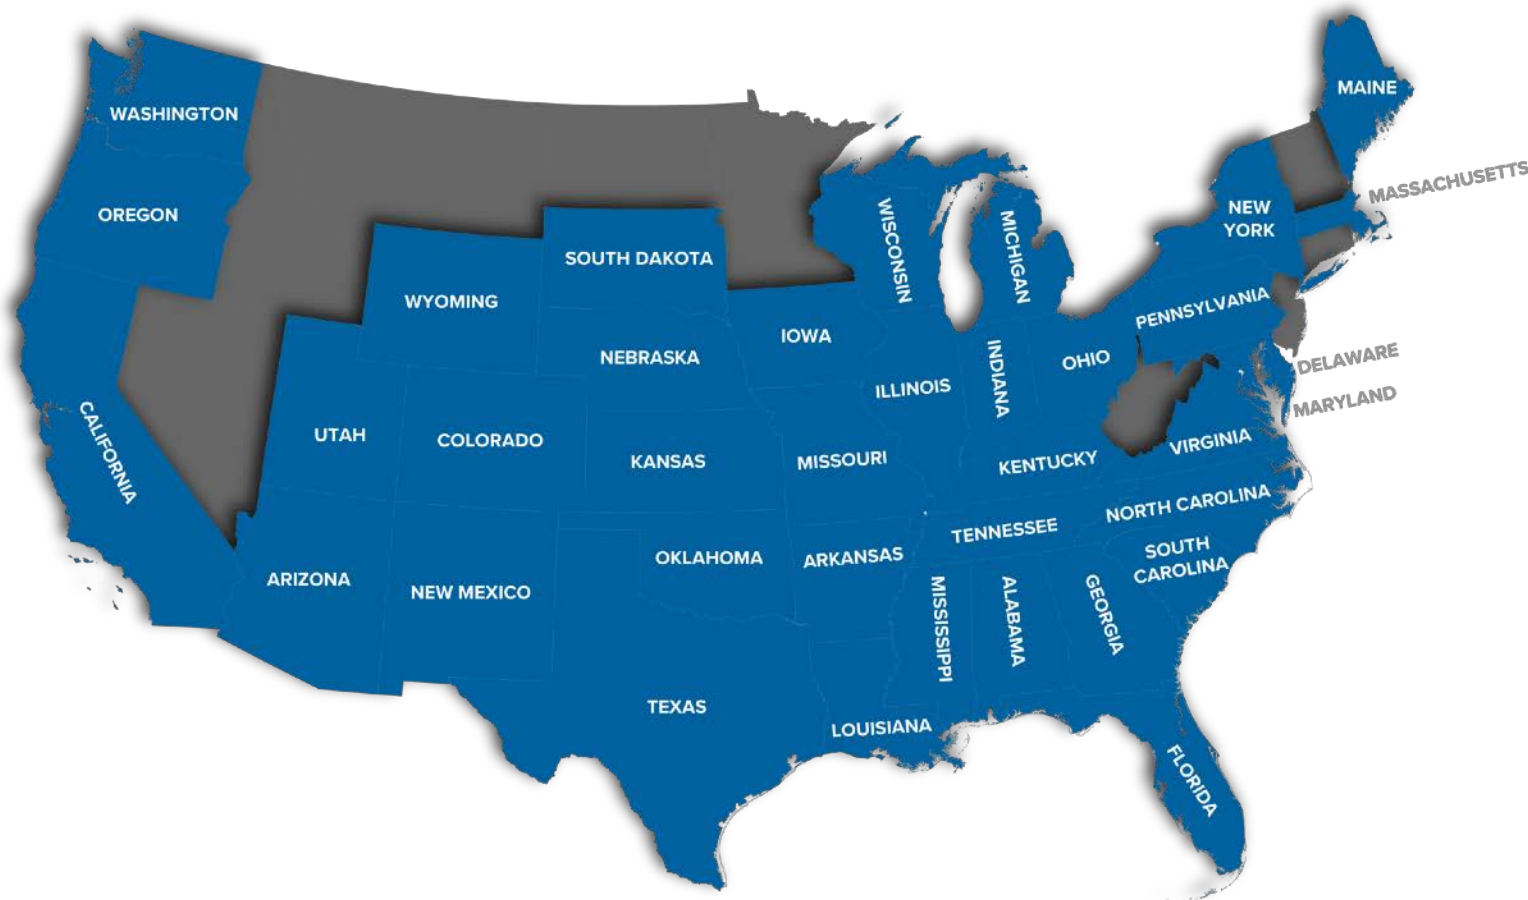 MAINE
WASHINGTON
MASSACHUSETTS
OREGON
NEW
YORK
WISCONSIN
MICHIGAN
SOUTH DAKOTA
WYOMING
PENNSYLVANIA
IOWA
NEBRASKA
OHIO
DELAWARE
INDIANA
ILLINOIS
MARYLAND
CALIFORNIA
UTAH
COLORADO
KANSAS
MISSOURI
KENTUCKY
VIRGINIA
NORTH CAROLINA
TENNESSEE
OKLAHOMA
ARKANSAS
SOUTH
CAROLINA
ARIZONA
NEW MEXICO
MISSISSIPPI
ALABAMA
GEORGIA
TEXAS
LOUISIANA
FLORIDA